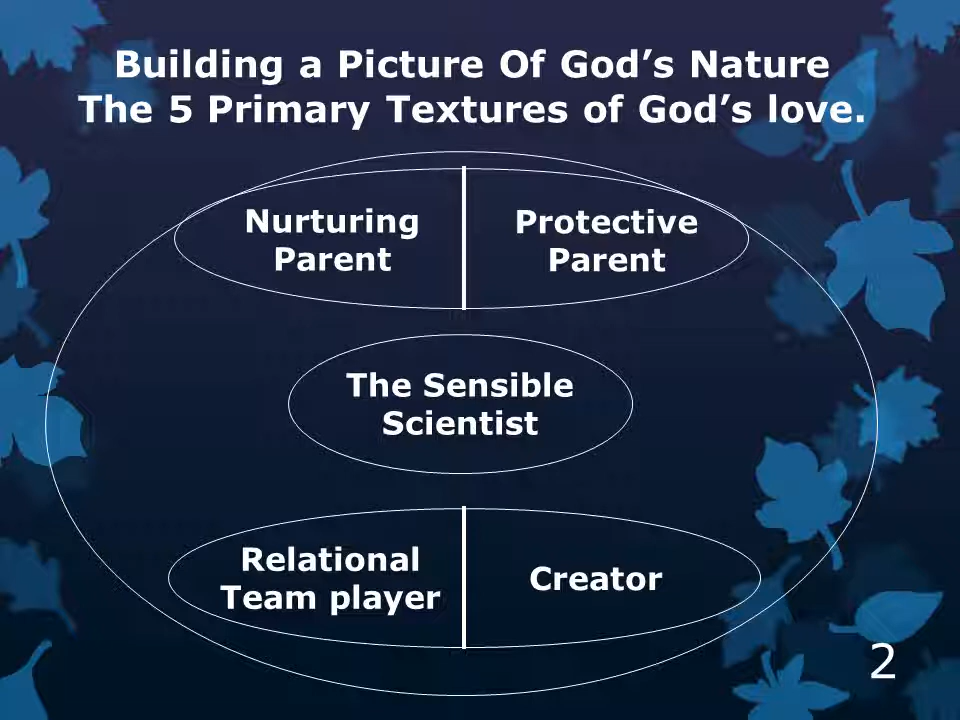 Building a Picture Of God’s Nature
The 5 Primary Textures of God’s love.
Nurturing
Parent
Protective
Parent
The Sensible
Scientist
Relational
Team player
Creator
2